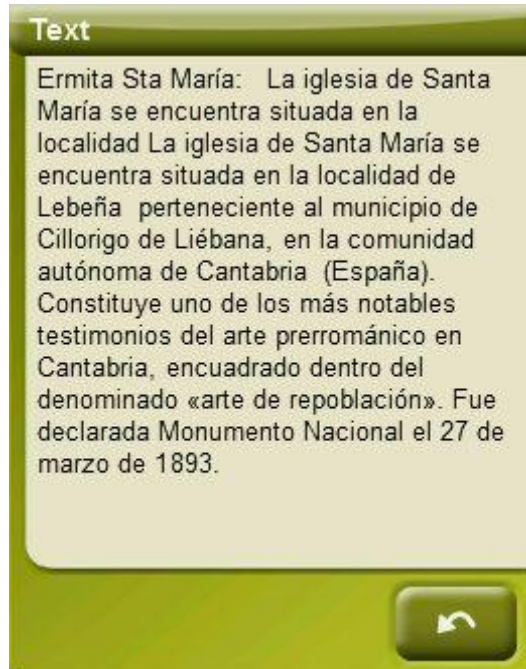 Text
Ermita Sta María:   La iglesia de Santa
María se encuentra situada en la
localidad La iglesia de Santa María se
encuentra situada en la localidad de
Lebeña  perteneciente al municipio de
Cillorigo de Liébana, en la comunidad
autónoma de Cantabria  (España).
Constituye uno de los más notables
testimonios del arte prerrománico en
Cantabria, encuadrado dentro del
denominado «arte de repoblación». Fue
declarada Monumento Nacional el 27 de
marzo de 1893.